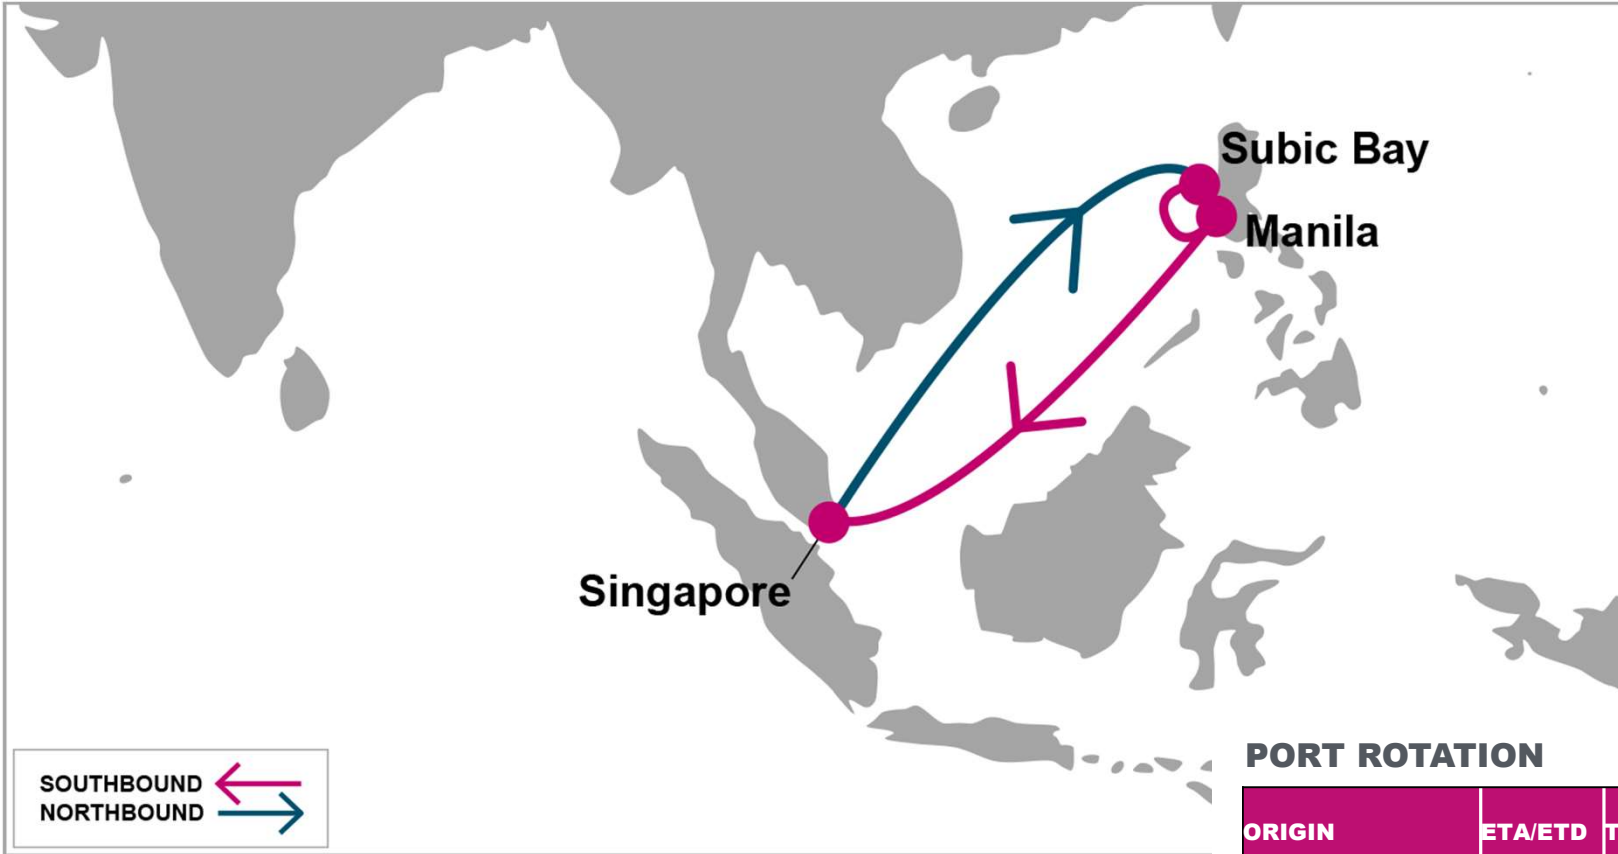 Subic Bay
Manila
Singapore
SOUTHBOUND
NORTHBOUND
PORT ROTATION
ORIGIN ETA/ETD T